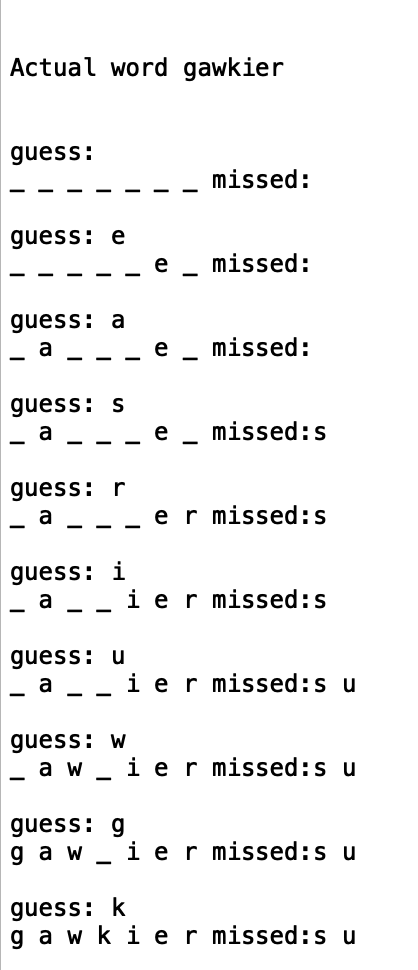 Actual word gawkier
guess:
_ _ _ _ _ _ _ missed:
guess: e
_ _ _ _ _ e _ missed:
guess: a
_ a _ _ _ e _ missed:
guess: s
_ a _ _ _ e _ missed:s
guess: r
_ a _ _ _ e r missed:s
guess: i
_ a _ _ i e r missed:s
guess: u
_ a _ _ i e r missed:s u
guess: w
_ a w _ i e r missed:s u
guess: g
g a w _ i e r missed:s u
guess: k
g a w k i e r missed:s u